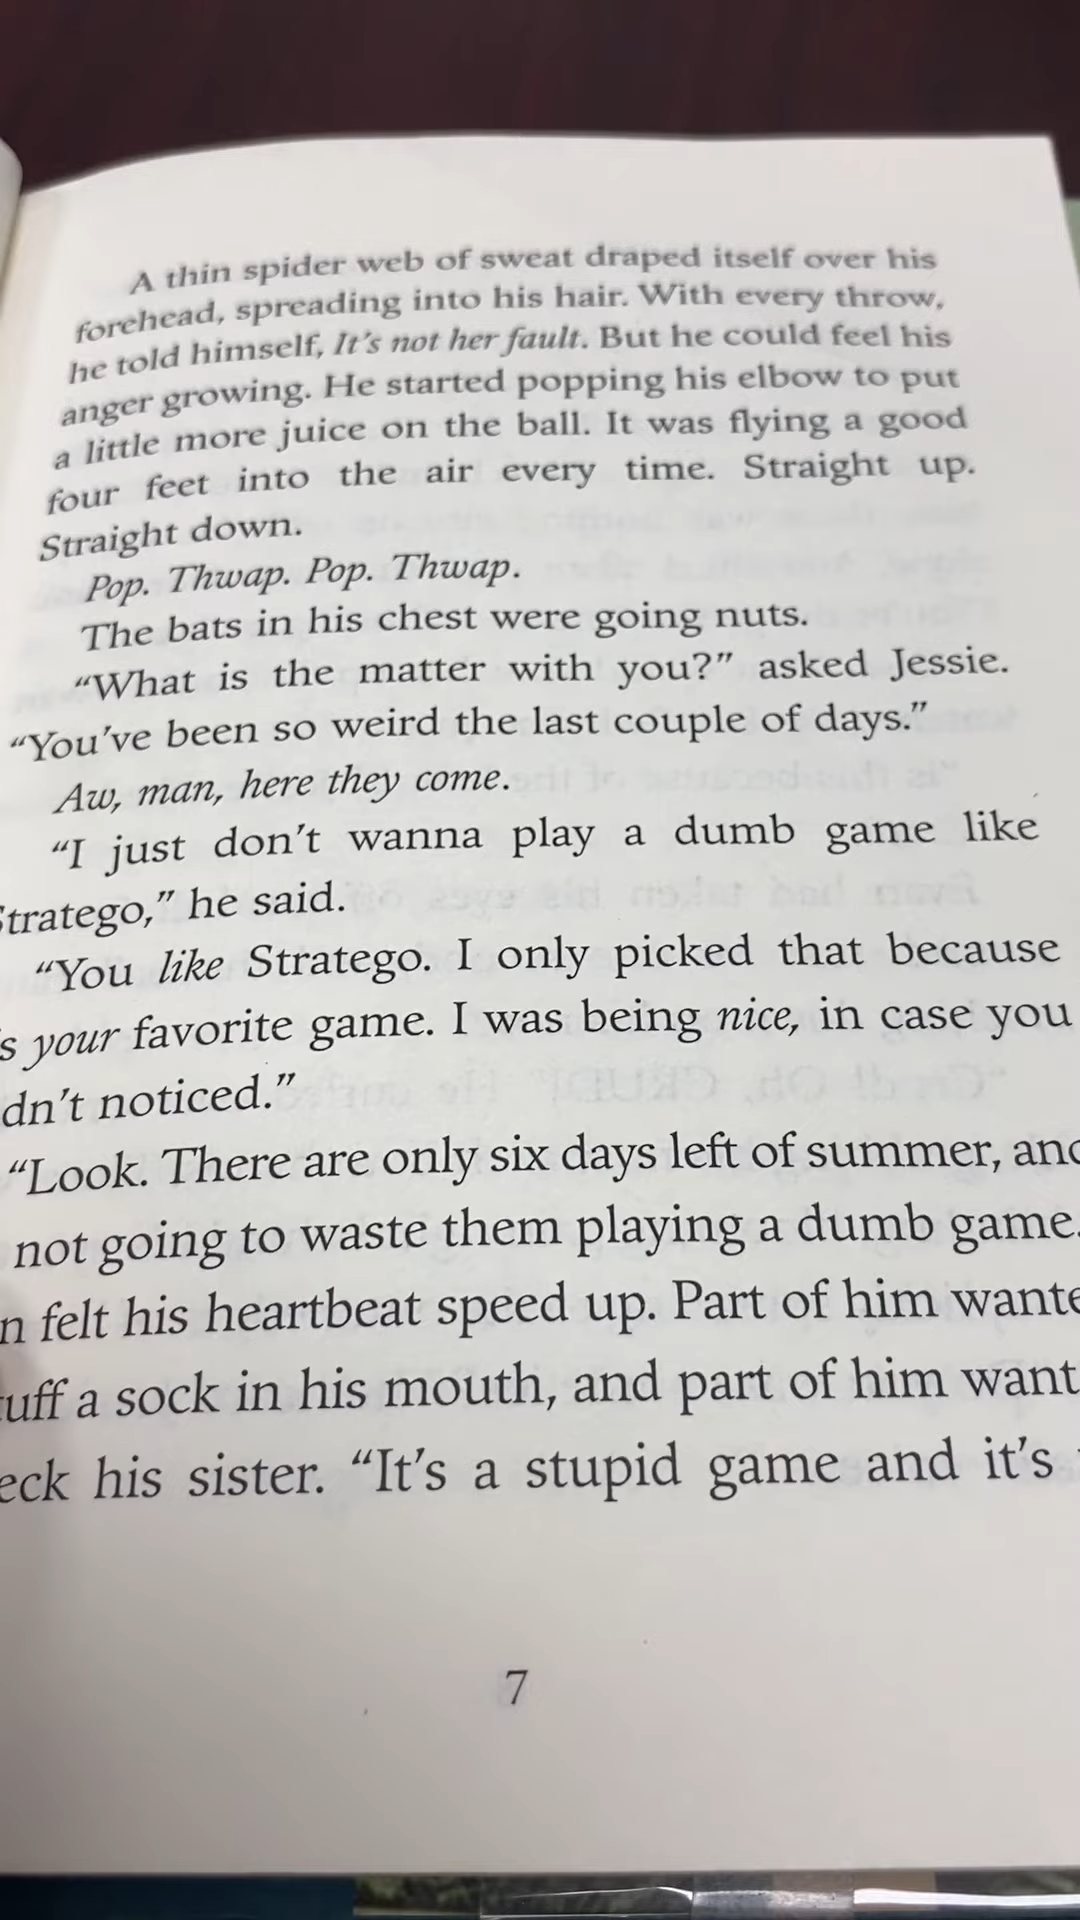 A thin spider web of sweat draped itself over his
forehead, spreading into his hair. With every throw,
he told himself, It's not her fault. But he could feel his
anger growing. He started popping his elbow to put
a little more juice on the ball. It was flying a good
four feet into the air every time. Straight up.
Straight down.
Pop. Thwap. Pop. Thwap.
The bats in his chest were going nuts.
“What is the matter with you?” asked Jessie.
“You've been so weird the last couple of days.”
Aw, man, here they come.
“I just don't wanna play a dumb game like
Stratego,” he said.
“You like Stratego. I only picked that because
s your favorite game. I was being nice, in case you
dn't noticed.”
“Look. There are only six days left of summer, and
not going to waste them playing a dumb game.
n felt his heartbeat speed up. Part of him wante
uff a sock in his mouth, and part of him want
eck his sister. “It's a stupid game and it's
7